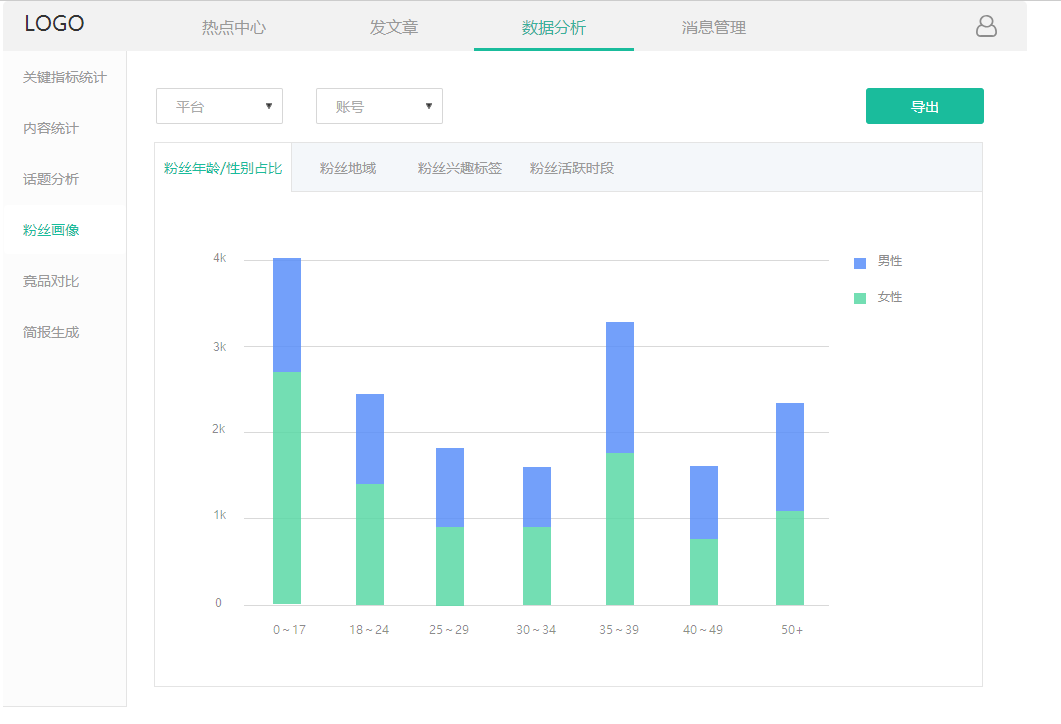 LOGO
热点中心
发文章
数据分析
消息管理
关键指标统计
内容统计
话题分析
粉丝画像
竞品对比
简报生成
平台
账号
导出
粉丝年龄/性别占比
粉丝地域
粉丝兴趣标签
粉丝活跃时段
男性
女性
4k
3k
2k
1k
0
0~17
18~24
25~29
30~34
35~39
40~49
50+